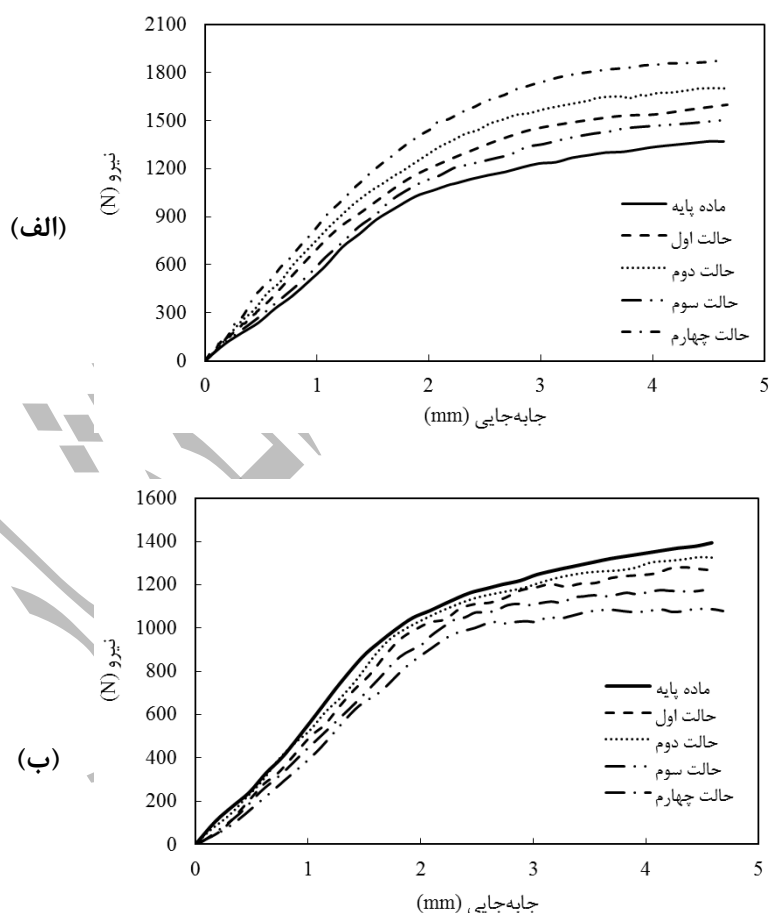 2100
1800
1500
1200
900
600
300
0
نیرو (N)
(الف)
ماده پایه
حالت اول
حالت دوم
حالت سوم
حالت چهارم
0 1 2 3 4 5
جابه‌جایی (mm)
1600
1400
1200
1000
800
600
400
200
0
نیرو (N)
(ب)
ماده پایه
حالت اول
حالت دوم
حالت سوم
حالت چهارم
0 1 2 3 4 5
جابه‌جایی (mm)